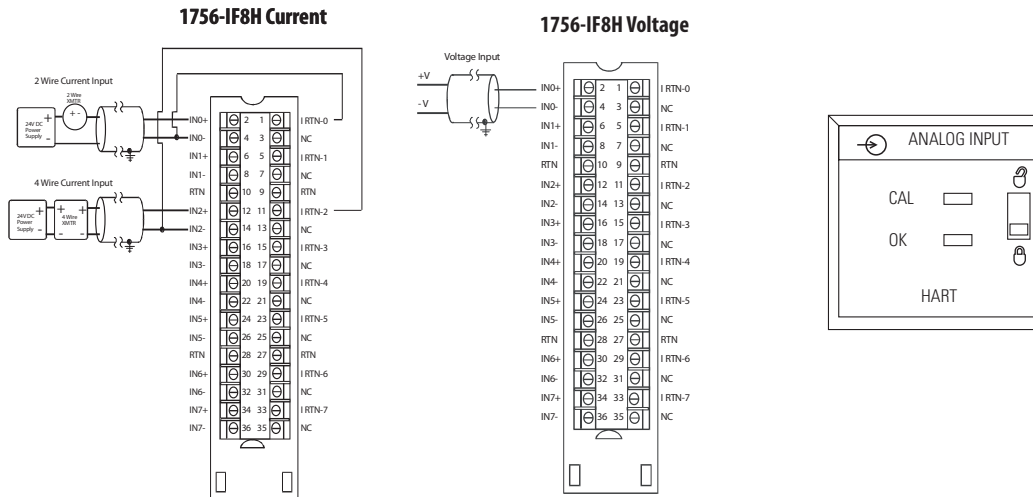 1756-IF8H Current
2 Wire Current Input
2 Wire
XMTR
+ -
24V DC
Power
Supply
+
-
4 Wire Current Input
24V DC
Power
Supply
+
-
+ +
4 Wire
XMTR
- -
IN0+ 2 1 I RTN-0
IN0- 4 3 NC
IN1+ 6 5 I RTN-1
IN1- 8 7 NC
RTN 10 9 RTN
IN2+ 12 11 I RTN-2
IN2- 14 13 NC
IN3+ 16 15 I RTN-3
IN3- 18 17 NC
IN4+ 20 19 I RTN-4
IN4- 22 21 NC
IN5+ 24 23 I RTN-5
IN5- 26 25 NC
RTN 28 27 RTN
IN6+ 30 29 I RTN-6
IN6- 32 31 NC
IN7+ 34 33 I RTN-7
IN7- 36 35 NC
1756-IF8H Voltage
Voltage Input
+V
-V
IN0+ 2 1 I RTN-0
IN0- 4 3 NC
IN1+ 6 5 I RTN-1
IN1- 8 7 NC
RTN 10 9 RTN
IN2+ 12 11 I RTN-2
IN2- 14 13 NC
IN3+ 16 15 I RTN-3
IN3- 18 17 NC
IN4+ 20 19 I RTN-4
IN4- 22 21 NC
IN5+ 24 23 I RTN-5
IN5- 26 25 NC
RTN 28 27 RTN
IN6+ 30 29 I RTN-6
IN6- 32 31 NC
IN7+ 34 33 I RTN-7
IN7- 36 35 NC
ANALOG INPUT
CAL
OK
HART